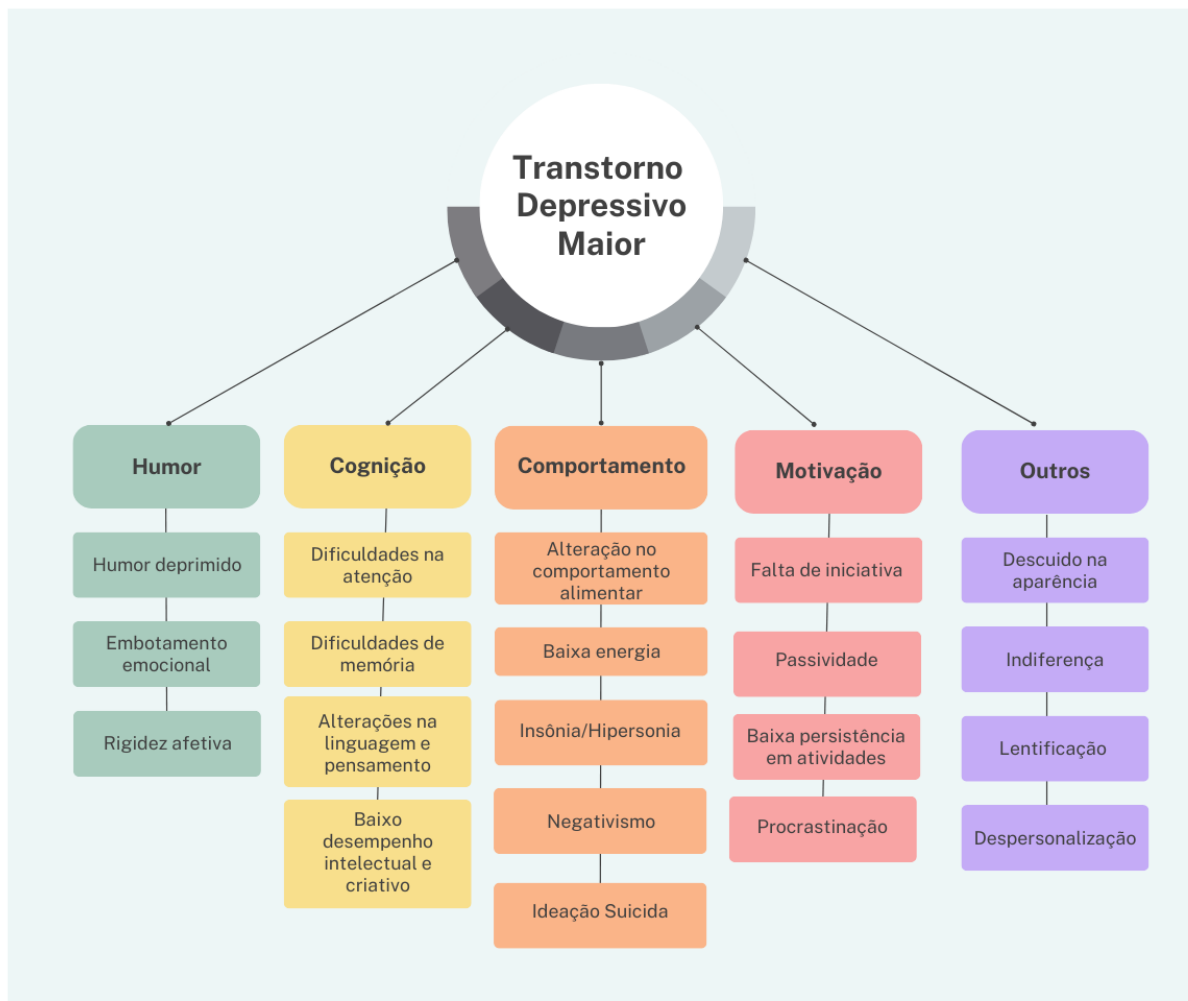 Transtorno
Depressivo
Maior
Humor
Humor deprimido
Embotamento
emocional
Rigidez afetiva
Cognição
Dificuldades na
atenção
Dificuldades de
memória
Alterações na
linguagem e
pensamento
Baixo
desempenho
intelectual e
criativo
Comportamento
Alteração no
comportamento
alimentar
Baixa energia
Insônia/Hipersonia
Negativismo
Ideação Suicida
Motivação
Falta de iniciativa
Passividade
Baixa persistência
em atividades
Procrastinação
Outros
Descuido na
aparência
Indiferença
Lentificação
Despersonalização